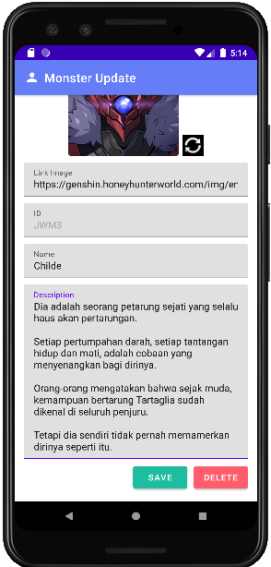 5:14
Monster Update
Link Image
https://genshin.honeyhunterworld.com/img/er
ID
JWM3
Name
Childe
Description
Dia adalah seorang petarung sejati yang selalu
haus akan pertarungan.
Setiap pertumpahan darah, setiap tantangan
hidup dan mati, adalah cobaan yang
menyenangkan bagi dirinya.
Orang-orang mengatakan bahwa sejak muda,
kemampuan bertarung Tartaglia sudah
dikenal di seluruh penjuru.
Tetapi dia sendiri tidak pernah memamerkan
dirinya seperti itu.
SAVE DELETE